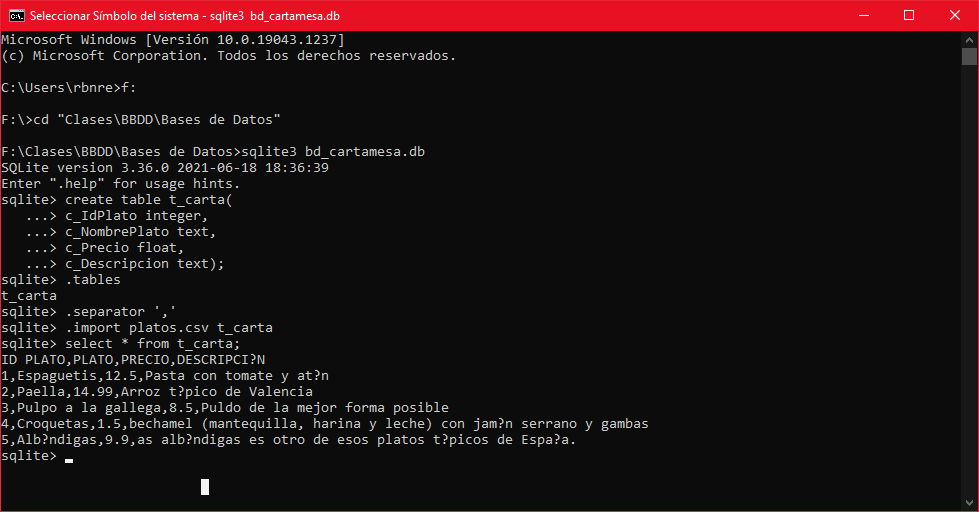 Seleccionar Símbolo del sistema - sqlite3 bd_cartamesa.db
Microsoft Windows [Versión 10.0.19043.1237]
(c) Microsoft Corporation. Todos los derechos reservados.
C:\Users\rbnre>f:
F:\>cd "Clases\BBDD\Bases de Datos"
F:\Clases\BBDD\Bases de Datos>sqlite3 bd_cartamesa.db
SQLite version 3.36.0 2021-06-18 18:36:39
Enter ".help" for usage hints.
sqlite> create table t_carta(
   ...> c_IdPlato integer,
   ...> c_NombrePlato text,
   ...> c_Precio float,
   ...> c_Descripcion text);
sqlite> .tables
t_carta
sqlite> .separator ','
sqlite> .import platos.csv t_carta
sqlite> select * from t_carta;
ID PLATO,PLATO,PRECIO,DESCRIPCI?N
1,Espaguetis,12.5,Pasta con tomate y at?n
2,Paella,14.99,Arroz t?pico de Valencia
3,Pulpo a la gallega,8.5,Puldo de la mejor forma posible
4,Croquetas,1.5,bechamel (mantequilla, harina y leche) con jam?n serrano y gambas
5,Alb?ndigas,9.9,as alb?ndigas es otro de esos platos t?picos de Espa?a.
sqlite>